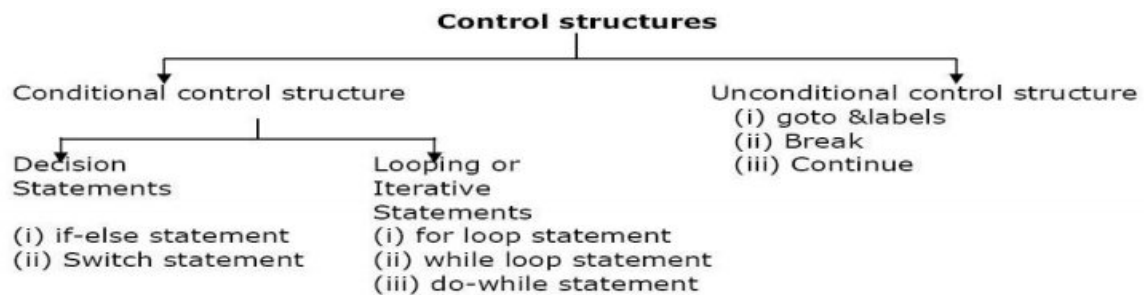 Control structures
Conditional control structure
Decision
Statements
(i) if-else statement
(ii) Switch statement
Looping or
Iterative
Statements
(i) for loop statement
(ii) while loop statement
(iii) do-while statement
Unconditional control structure
(i) goto &labels
(ii) Break
(iii) Continue